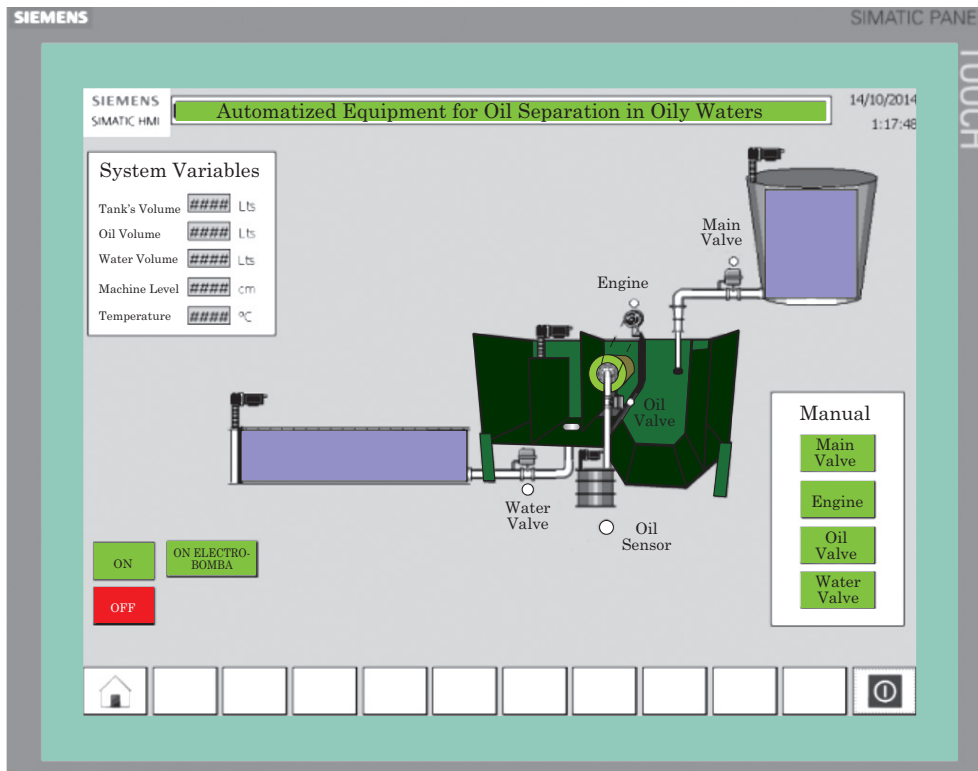 SIEMENS
SIMATIC PANEL
TOUCH
SIEMENS
SIMATIC HMI
Automatized Equipment for Oil Separation in Oily Waters
14/10/2014
1:17:48
System Variables
Tank's Volume #### Lts
Oil Volume #### Lts
Water Volume #### Lts
Machine Level #### cm
Temperature #### °C
Main
Valve
Engine
Oil
Valve
Water
Valve
Oil
Sensor
Manual
Main
Valve
Engine
Oil
Valve
Water
Valve
ON
ON ELECTRO-
BOMBA
OFF